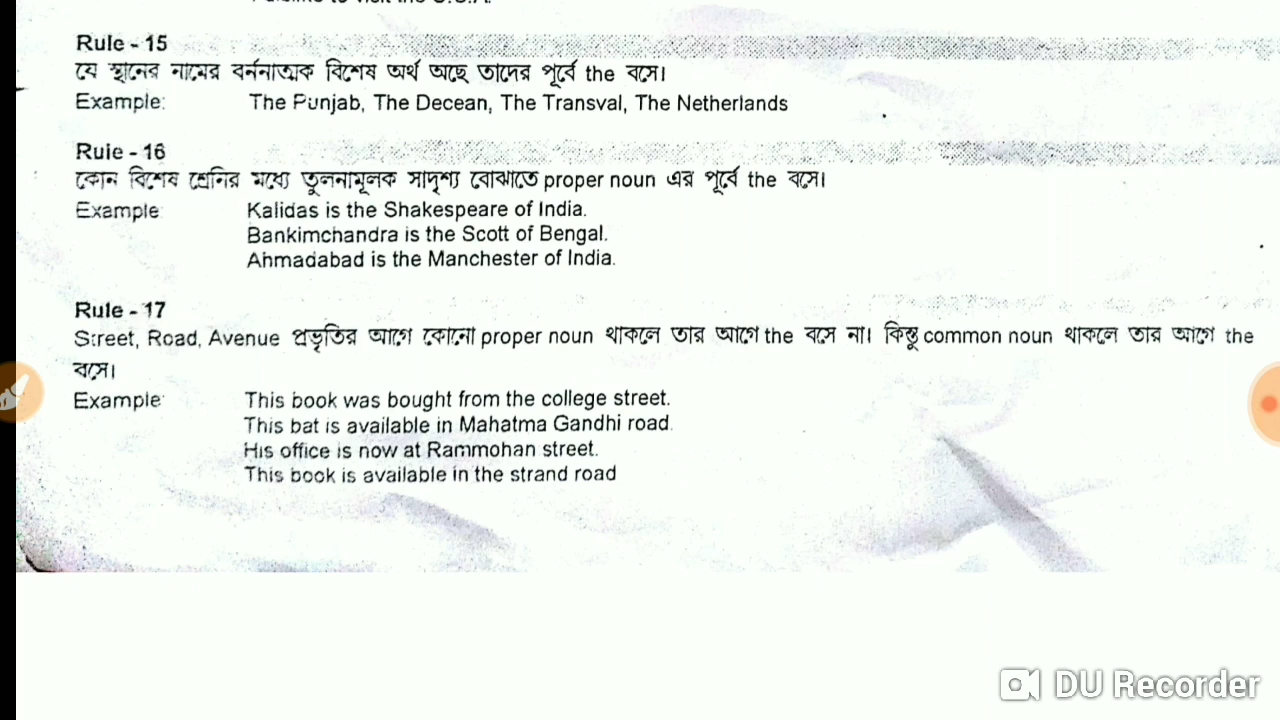 Rule - 15
যে স্থানের নামের বর্ননাত্মক বিশেষ অর্থ অছে তাদের পূর্বে the বসে।
Example: The Punjab, The Decean, The Transval, The Netherlands
Rule - 16
কোন বিশেষ শ্রেনির মধ্যে তুলনামূলক সাদৃশ্য বোঝাতে proper noun এর পূর্বে the বসে।
Example: Kalidas is the Shakespeare of India.
Bankimchandra is the Scott of Bengal.
Ahmadabad is the Manchester of India.
Rule - 17
Street, Road, Avenue প্রভৃতির আগে কোনো proper noun থাকলে তার আগে the বসে না। কিন্তু common noun থাকলে তার আগে the
বসে।
Example: This book was bought from the college street.
This bat is available in Mahatma Gandhi road.
His office is now at Rammohan street.
This book is available in the strand road
DU Recorder